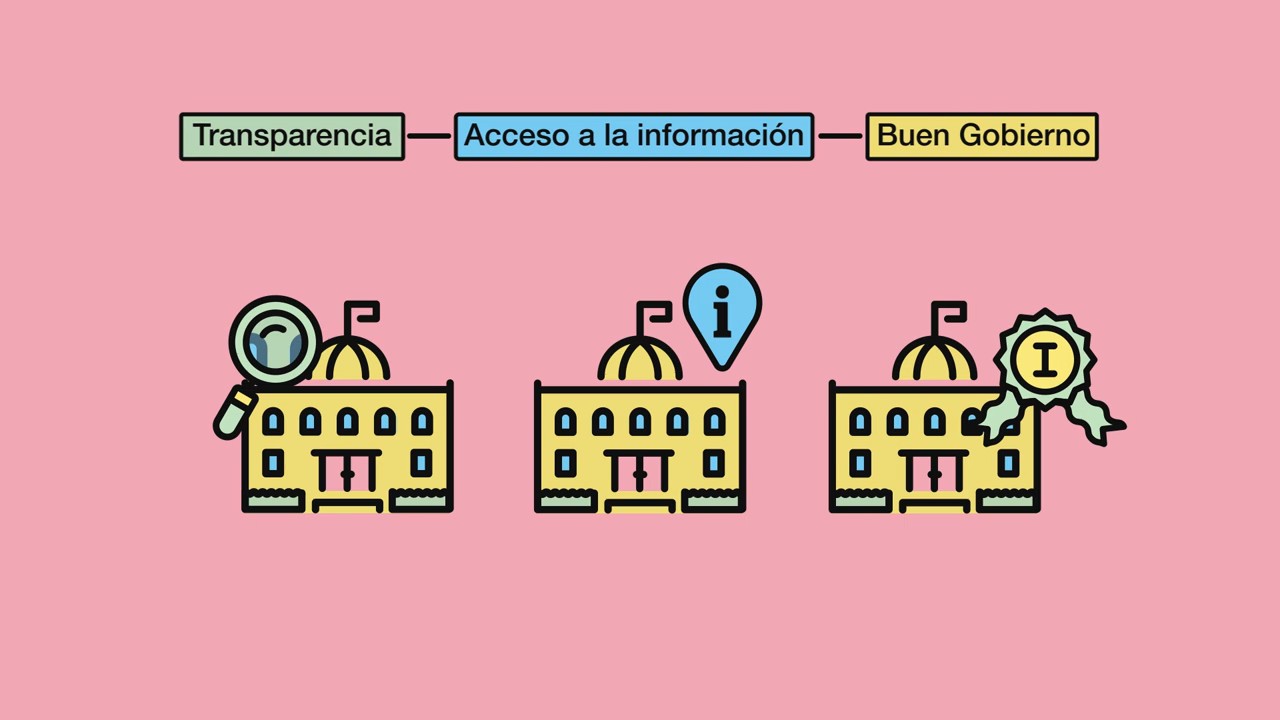 Transparencia
Acceso a la información
Buen Gobierno
i
I